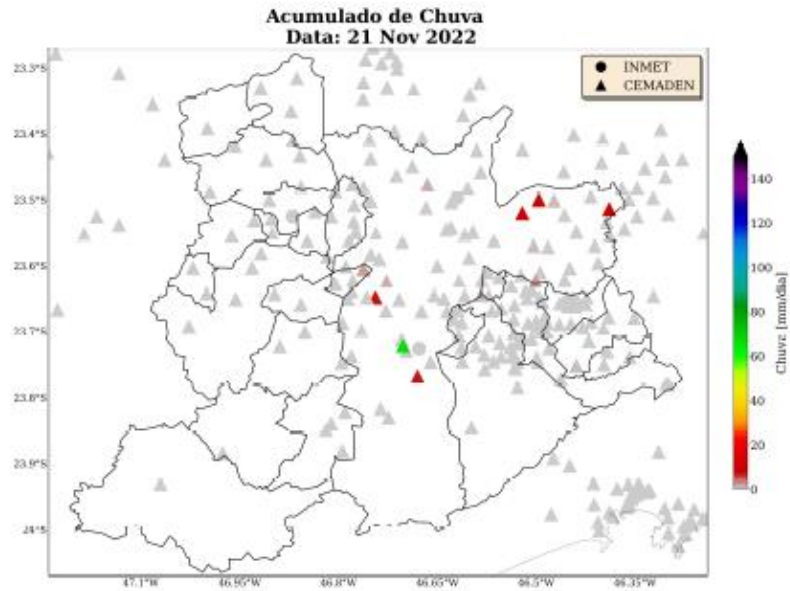 Acumulado de Chuva
Data: 21 Nov 2022
INMET
CEMADEN
23.3°S
23.4°S
23.5°S
23.6°S
23.7°S
23.8°S
23.9°S
24°S
47.1°W
46.95°W
46.8°W
46.65°W
46.5°W
46.35°W
140
120
100
80
60
40
20
0
Chuva [mm/dia]